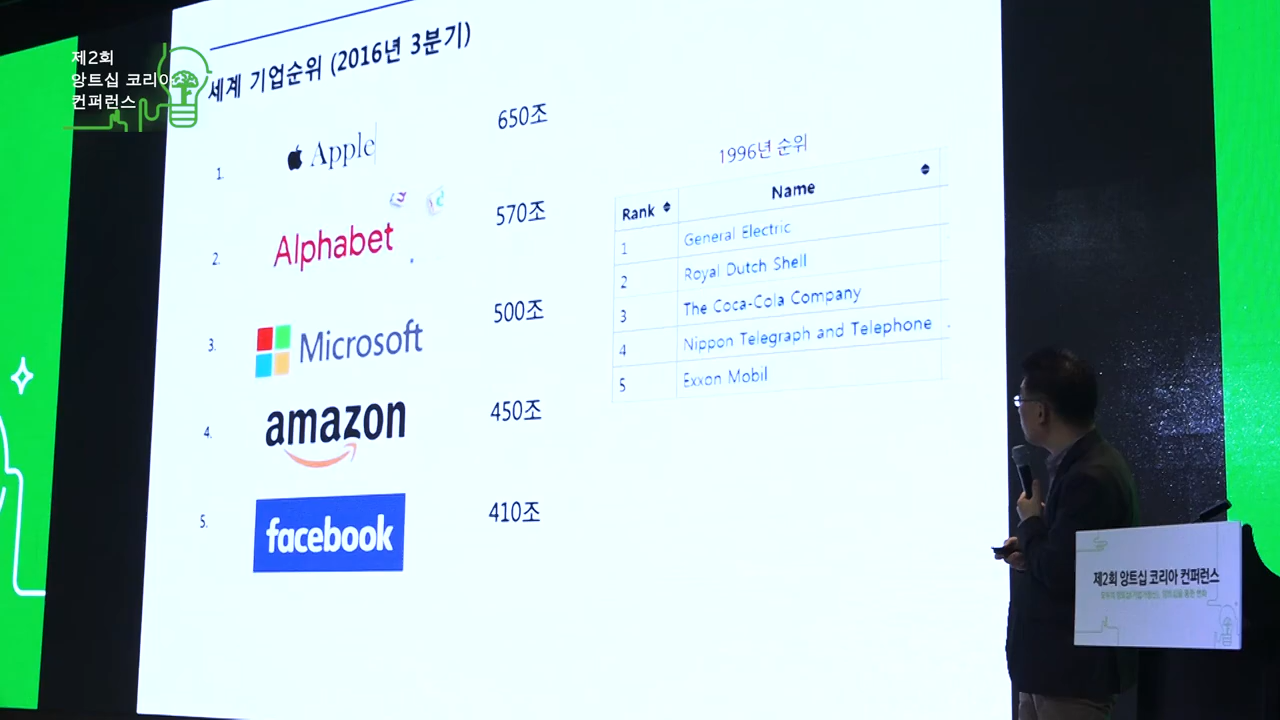 제2회
앙트십 코리아
컨퍼런스
세계 기업순위 (2016년 3분기)
1. Apple 650조
2. Alphabet 570조
3. Microsoft 500조
4. amazon 450조
5. facebook 410조
1996년 순위
Rank Name
1 General Electric
2 Royal Dutch Shell
3 The Coca-Cola Company
4 Nippon Telegraph and Telephone
5 Exxon Mobil
제2회 앙트십 코리아 컨퍼런스